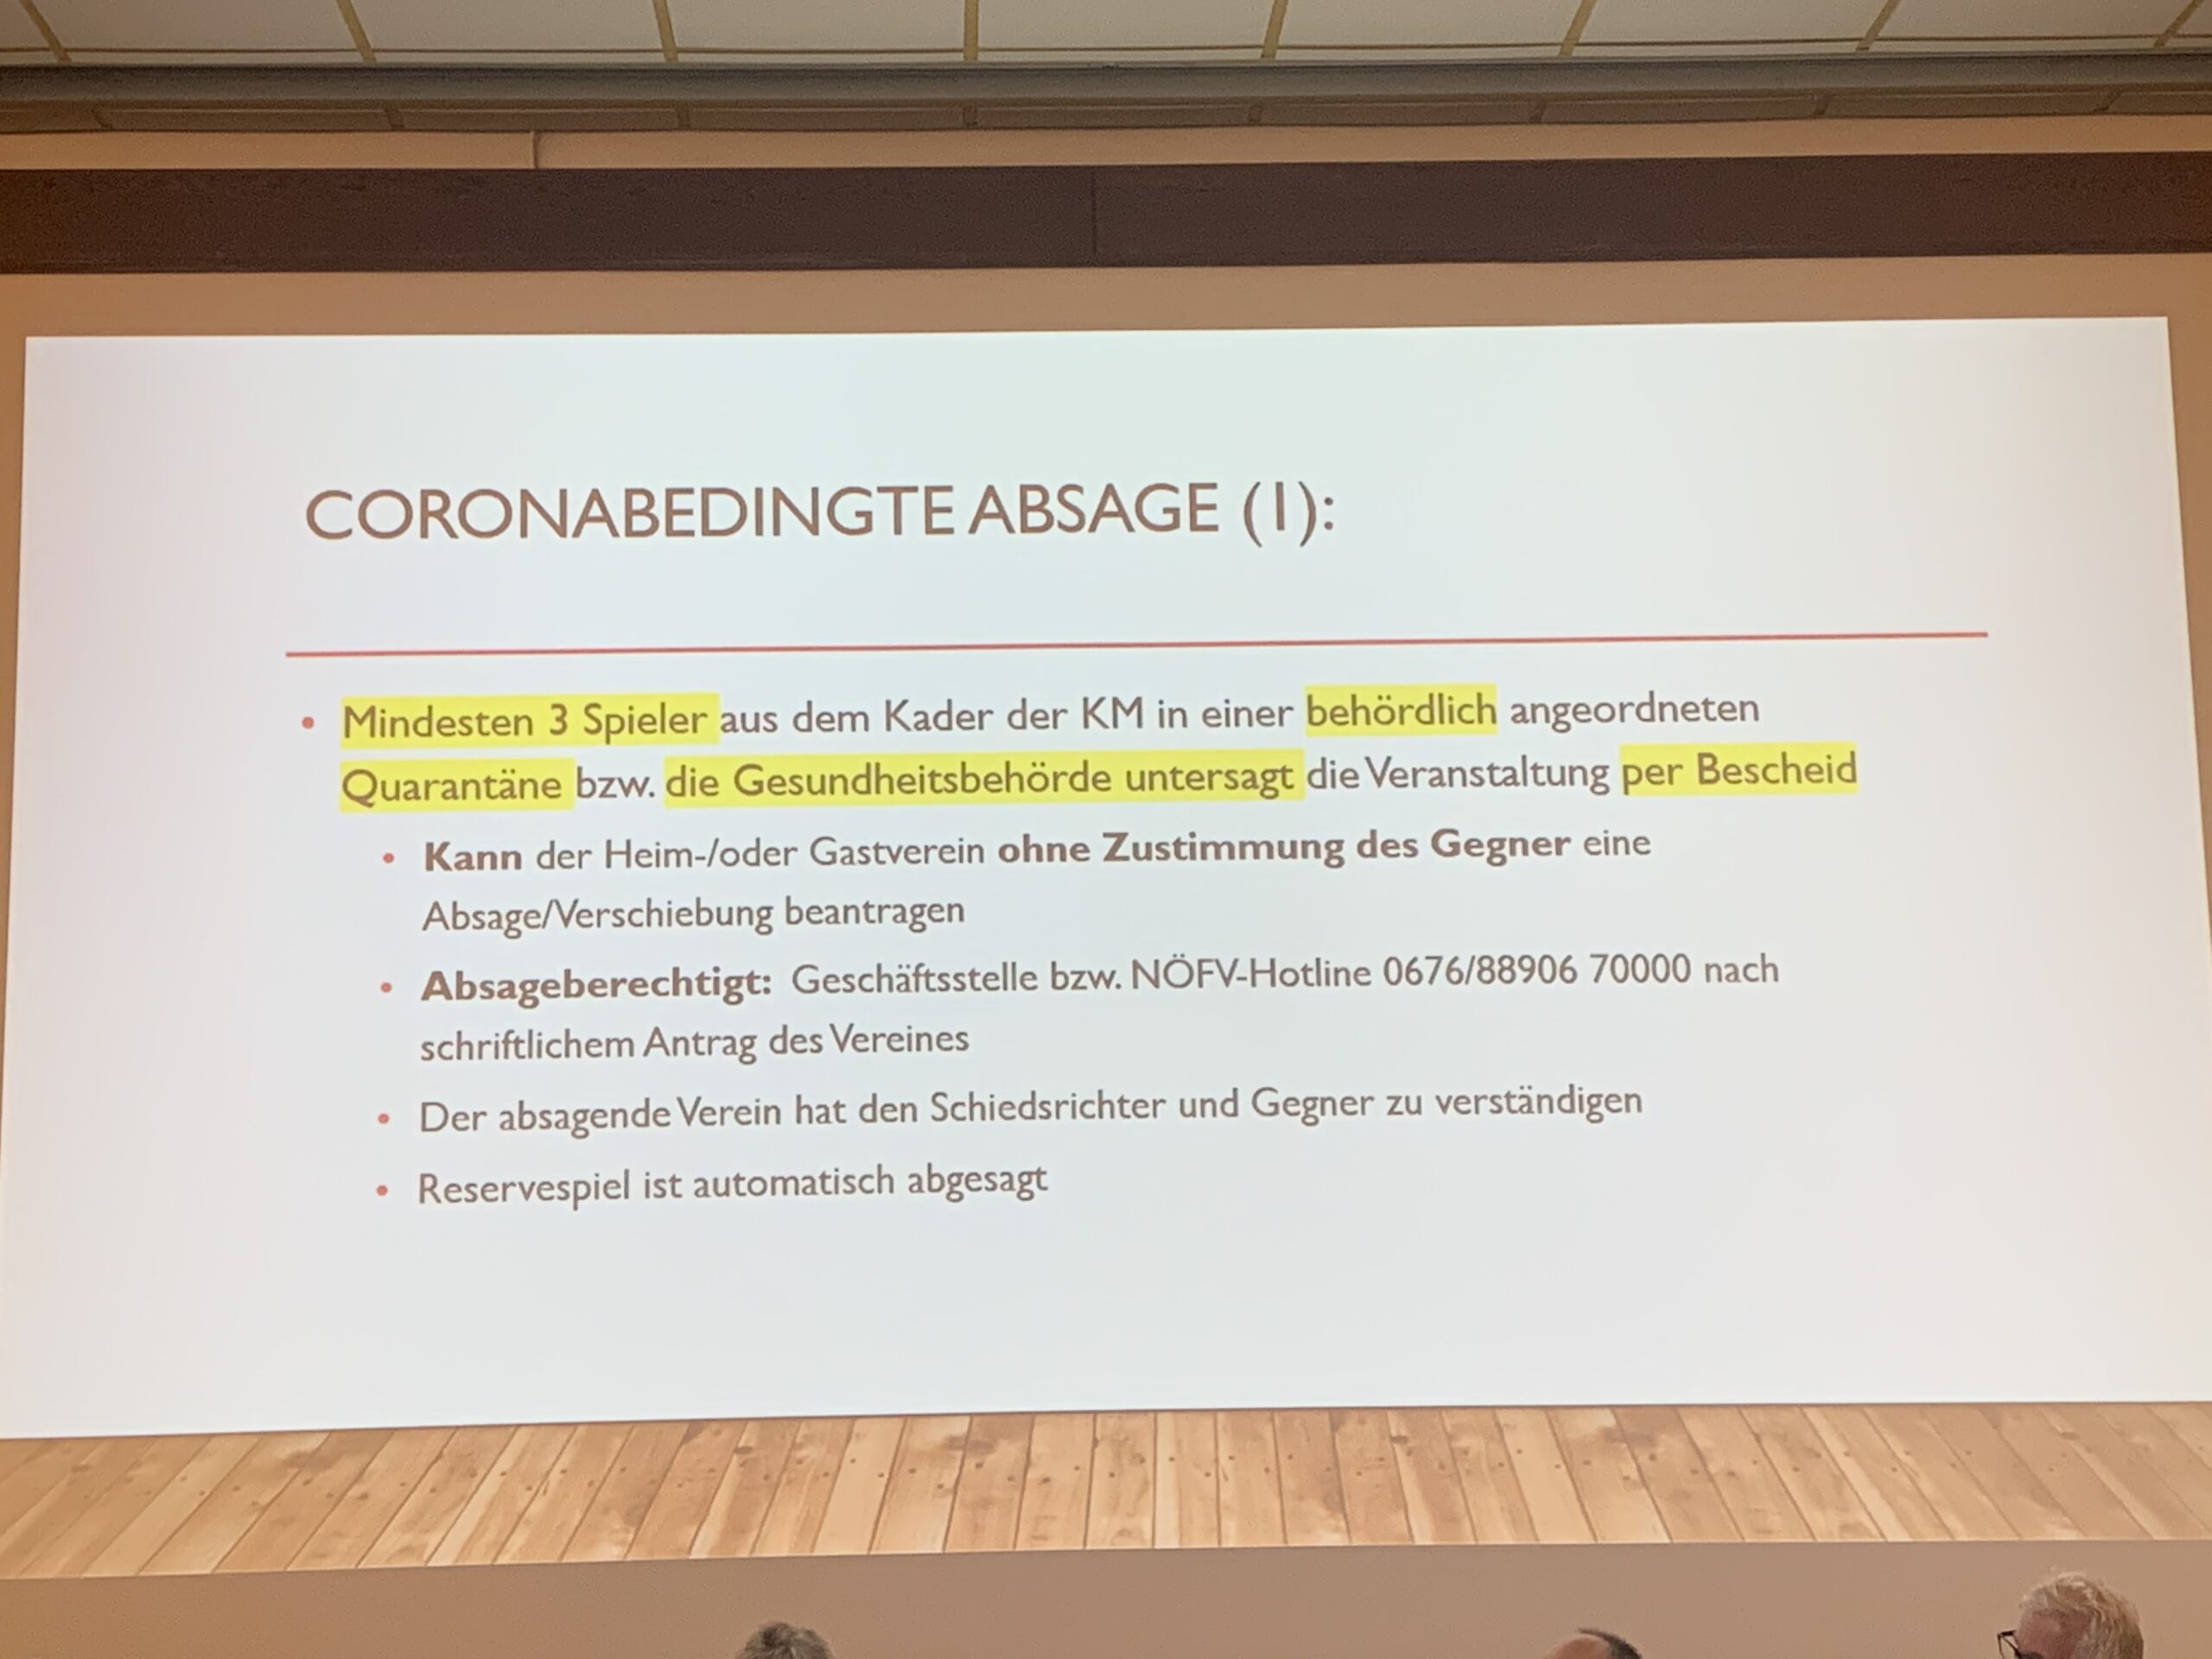 CORONABEDINGTE ABSAGE (1):
• Mindesten 3 Spieler aus dem Kader der KM in einer behördlich angeordneten
Quarantäne bzw. die Gesundheitsbehörde untersagt die Veranstaltung per Bescheid
• Kann der Heim-/oder Gastverein ohne Zustimmung des Gegner eine
Absage/Verschiebung beantragen
• Absageberechtigt: Geschäftsstelle bzw. NÖFV-Hotline 0676/88906 70000 nach
schriftlichem Antrag des Vereines
• Der absagende Verein hat den Schiedsrichter und Gegner zu verständigen
• Reservespiel ist automatisch abgesagt